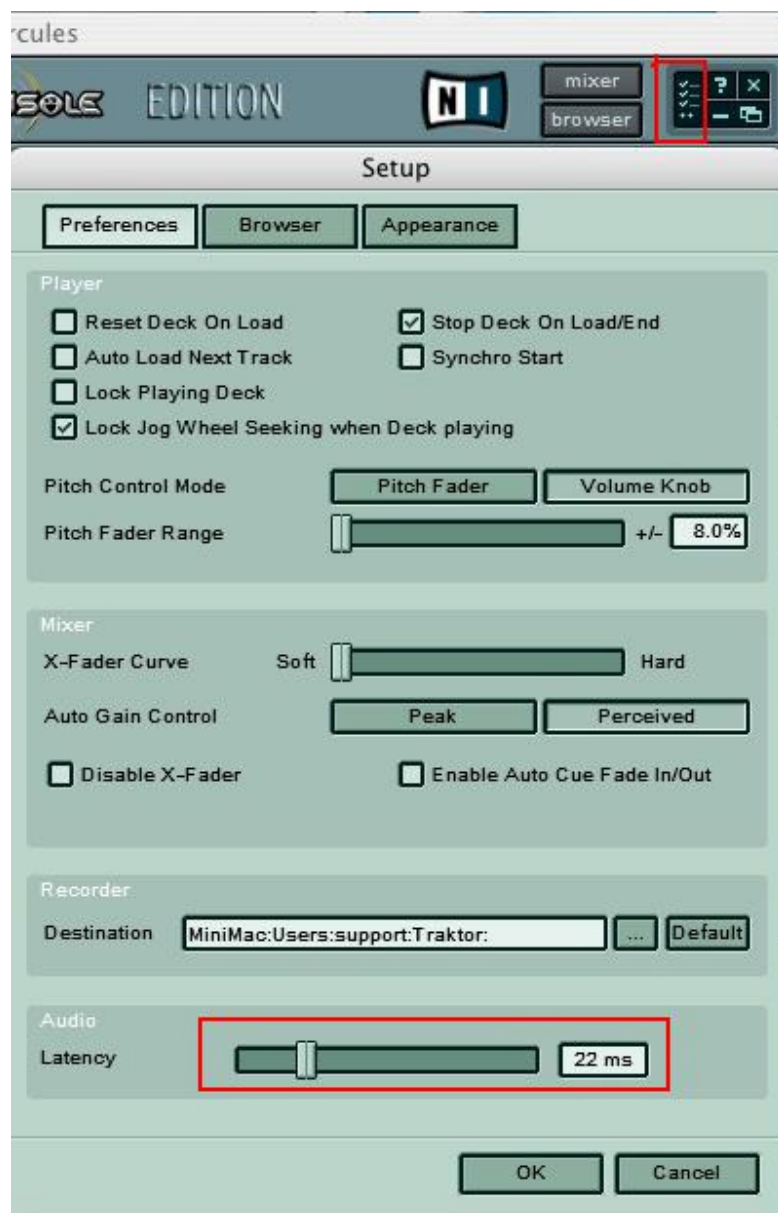 rcules
NSOLE EDITION NI mixer ? ×
browser
Setup
Preferences Browser Appearance
Player
Reset Deck On Load Stop Deck On Load/End
Auto Load Next Track Synchro Start
Lock Playing Deck
Lock Jog Wheel Seeking when Deck playing
Pitch Control Mode Pitch Fader Volume Knob
Pitch Fader Range +/- 8.0%
Mixer
X-Fader Curve Soft Hard
Auto Gain Control Peak Perceived
Disable X-Fader Enable Auto Cue Fade In/Out
Recorder
Destination MiniMac:Users:support:Traktor: ... Default
Audio
Latency 22 ms
OK Cancel